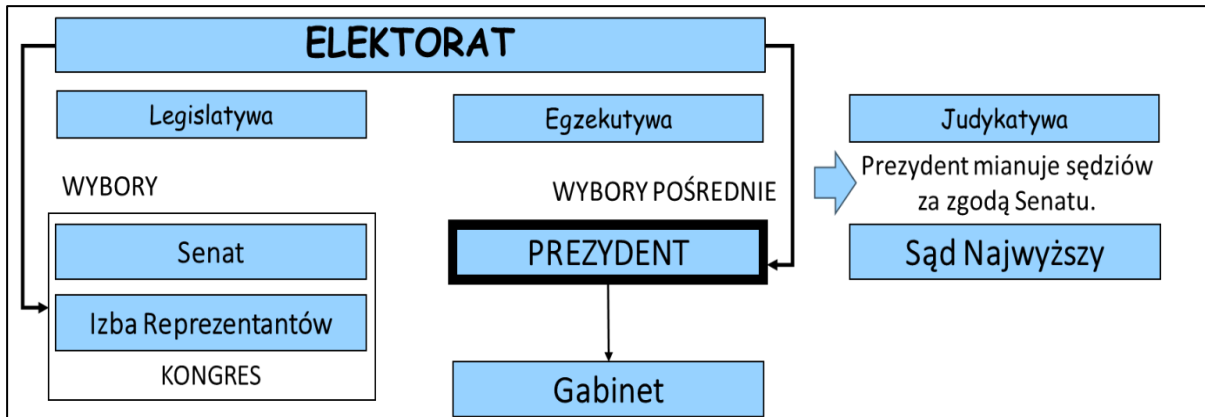 ELEKTORAT
Legislatywa
Egzekutywa
Judykatywa
WYBORY
WYBORY POŚREDNIE
Prezydent mianuje sędziów
za zgodą Senatu.
Senat
PREZYDENT
Sąd Najwyższy
Izba Reprezentantów
KONGRES
Gabinet